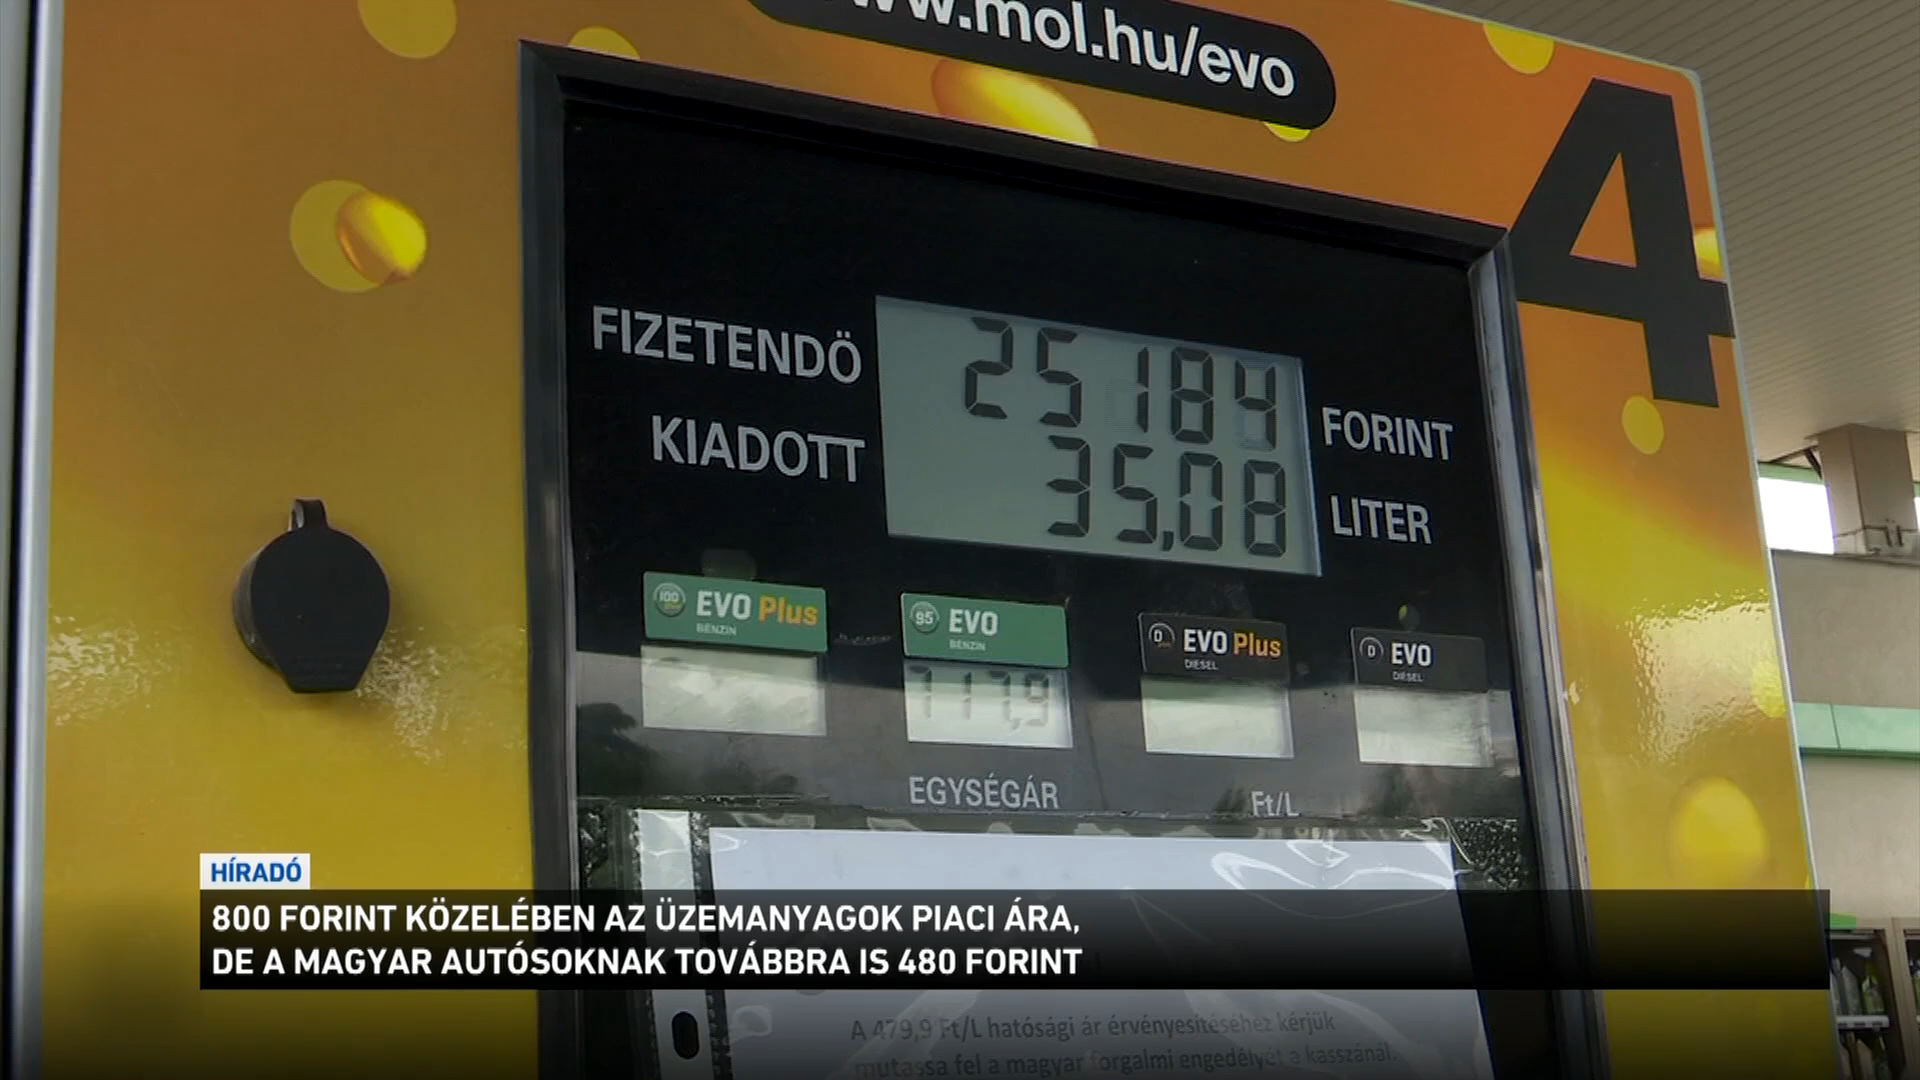 www.mol.hu/evo
4
FIZETENDÖ 25184 FORINT
KIADOTT 35,08 LITER
100 EVO Plus
BENZIN
95 EVO
BENZIN
D EVO Plus
DIESEL
D EVO
DIESEL
717,9
EGYSÉGÁR Ft/L
HÍRADÓ
800 FORINT KÖZELÉBEN AZ ÜZEMANYAGOK PIACI ÁRA,
DE A MAGYAR AUTÓSOKNAK TOVÁBBRA IS 480 FORINT
A 479,9 Ft/L hatósági ár érvényesítéséhez kérjük
mutassa fel a magyar forgalmi engedélyét a kasszánál.